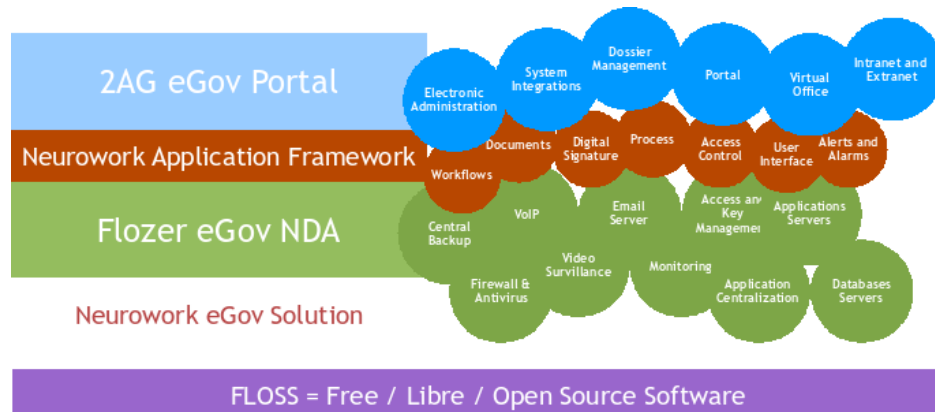 2AG eGov Portal
Neurowork Application Framework
Flozer eGov NDA
Neurowork eGov Solution
Electronic
Administration
System
Integrations
Dossier
Management
Portal
Virtual
Office
Intranet and
Extranet
Workflows
Documents
Digital
Signature
Process
Access
Control
User
Interface
Alerts and
Alarms
Central
Backup
VoIP
Email
Server
Access and
Key
Managemen
Applications
Servers
Firewall &
Antivirus
Video
Survillance
Monitoring
Application
Centralization
Databases
Servers
FLOSS = Free / Libre / Open Source Software